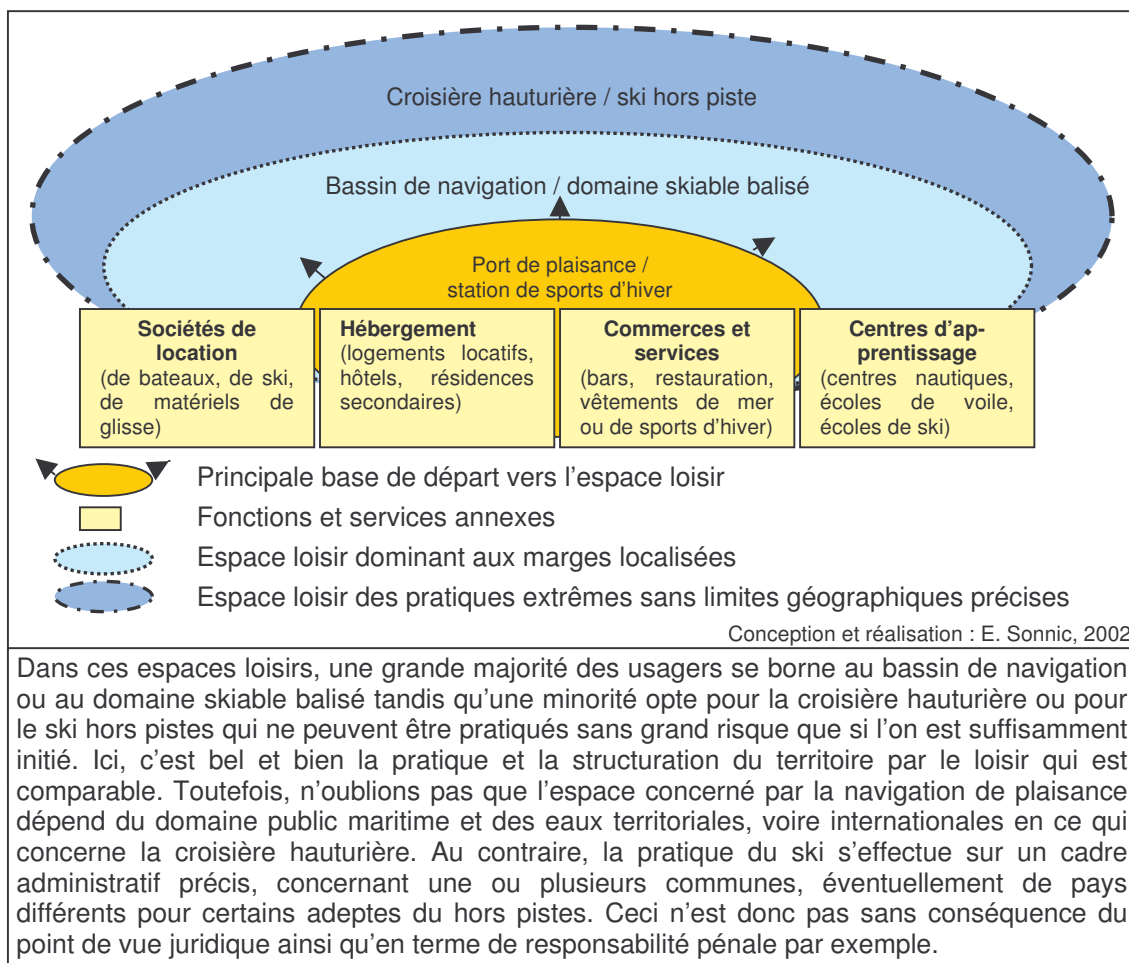 Croisière hauturière / ski hors piste
Bassin de navigation / domaine skiable balisé
Port de plaisance /
station de sports d'hiver
Sociétés de
location
(de bateaux, de ski,
de matériels de
glisse)
Hébergement
(logements locatifs,
hôtels, résidences
secondaires)
Commerces et
services
(bars, restauration,
vêtements de mer
ou de sports d'hiver)
Centres d'ap-
prentissage
(centres nautiques,
écoles de voile,
écoles de ski)
Principale base de départ vers l'espace loisir
Fonctions et services annexes
Espace loisir dominant aux marges localisées
Espace loisir des pratiques extrêmes sans limites géographiques précises
Conception et réalisation : E. Sonnic, 2002
Dans ces espaces loisirs, une grande majorité des usagers se borne au bassin de navigation
ou au domaine skiable balisé tandis qu'une minorité opte pour la croisière hauturière ou pour
le ski hors pistes qui ne peuvent être pratiqués sans grand risque que si l'on est suffisamment
initié. Ici, c'est bel et bien la pratique et la structuration du territoire par le loisir qui est
comparable. Toutefois, n'oublions pas que l'espace concerné par la navigation de plaisance
dépend du domaine public maritime et des eaux territoriales, voire internationales en ce qui
concerne la croisière hauturière. Au contraire, la pratique du ski s'effectue sur un cadre
administratif précis, concernant une ou plusieurs communes, éventuellement de pays
différents pour certains adeptes du hors pistes. Ceci n'est donc pas sans conséquence du
point de vue juridique ainsi qu'en terme de responsabilité pénale par exemple.